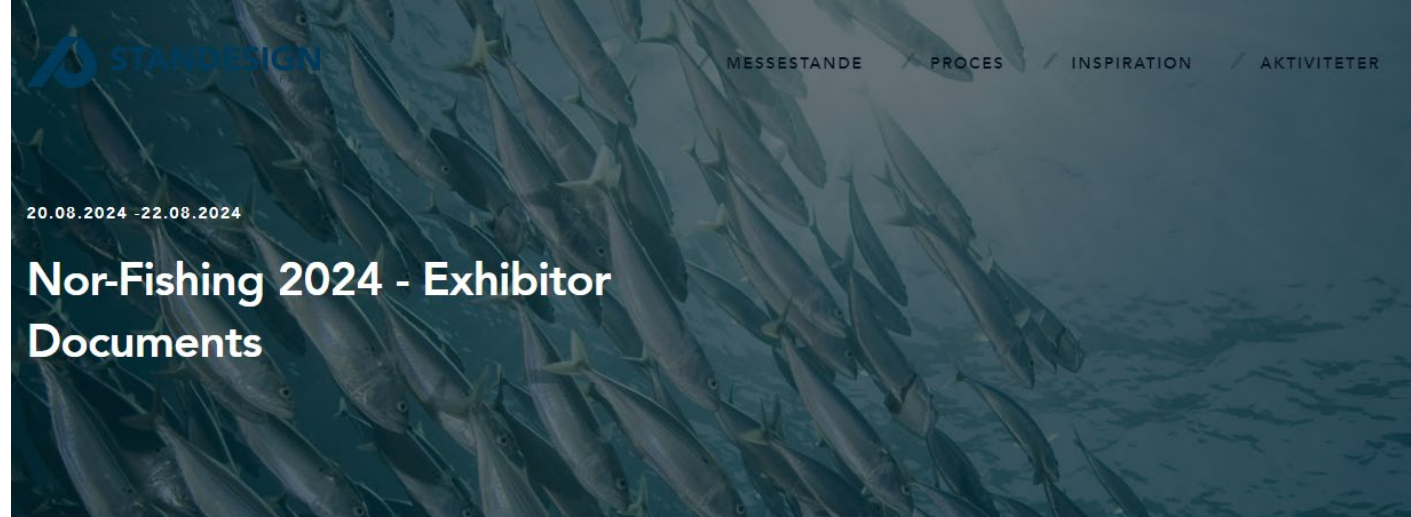 STANDESIGN
MESSESTANDE / PROCES / INSPIRATION / AKTIVITETER
20.08.2024 -22.08.2024
Nor-Fishing 2024 - Exhibitor
Documents